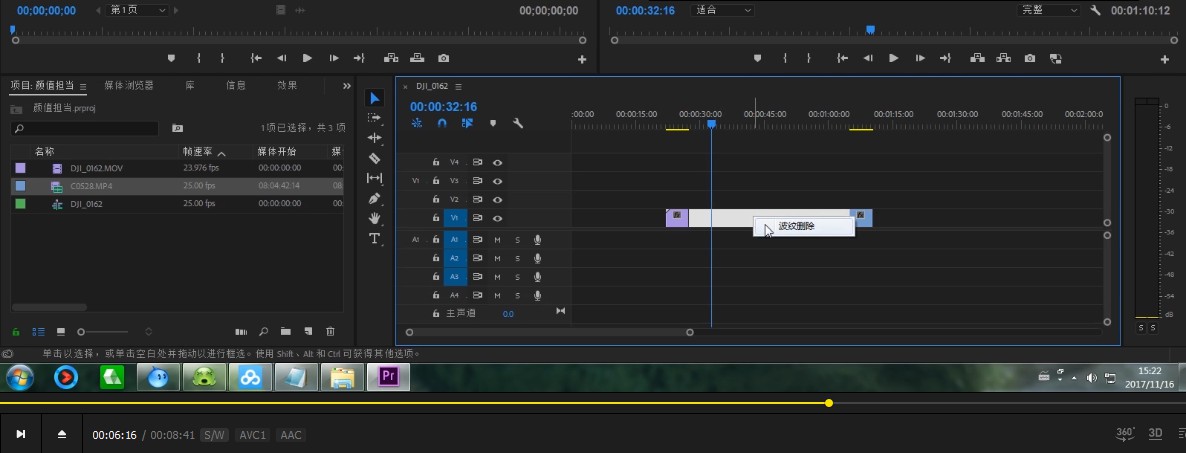 00;00;00;00 第1页 00;00;00;00
00:00:32:16 适合 完整 00:01:10:12
项目: 颜值担当 媒体浏览器 库 信息 效果
颜值担当.prproj
1项已选择，共 3 项
名称 帧速率 媒体开始 媒
DJI_0162.MOV 23.976 fps 00:00:00:00 00:
C0528.MP4 25.00 fps 08:04:42:14 08:
DJI_0162 25.00 fps 00:00:00:00 00:
× DJI_0162
00:00:32:16
:00:00 00:00:15:00 00:00:30:00 00:00:45:00 00:01:00:00 00:01:15:00 00:01:30:00 00:01:45:00 00:02:00:0
V4
V1 V3
V2
V1
波纹删除
A1 A1 M S
A2 M S
A3 M S
A4 M S
主声道 0.0
0
-6
-12
-18
-24
-30
-36
-42
-48
-54
dB
S S
单击以选择，或单击空白处并拖动以进行框选。使用 Shift、Alt 和 Ctrl 可获得其他选项。
Pr
15:22
2017/11/16
00:06:16 / 00:08:41 S/W AVC1 AAC 360° 3D